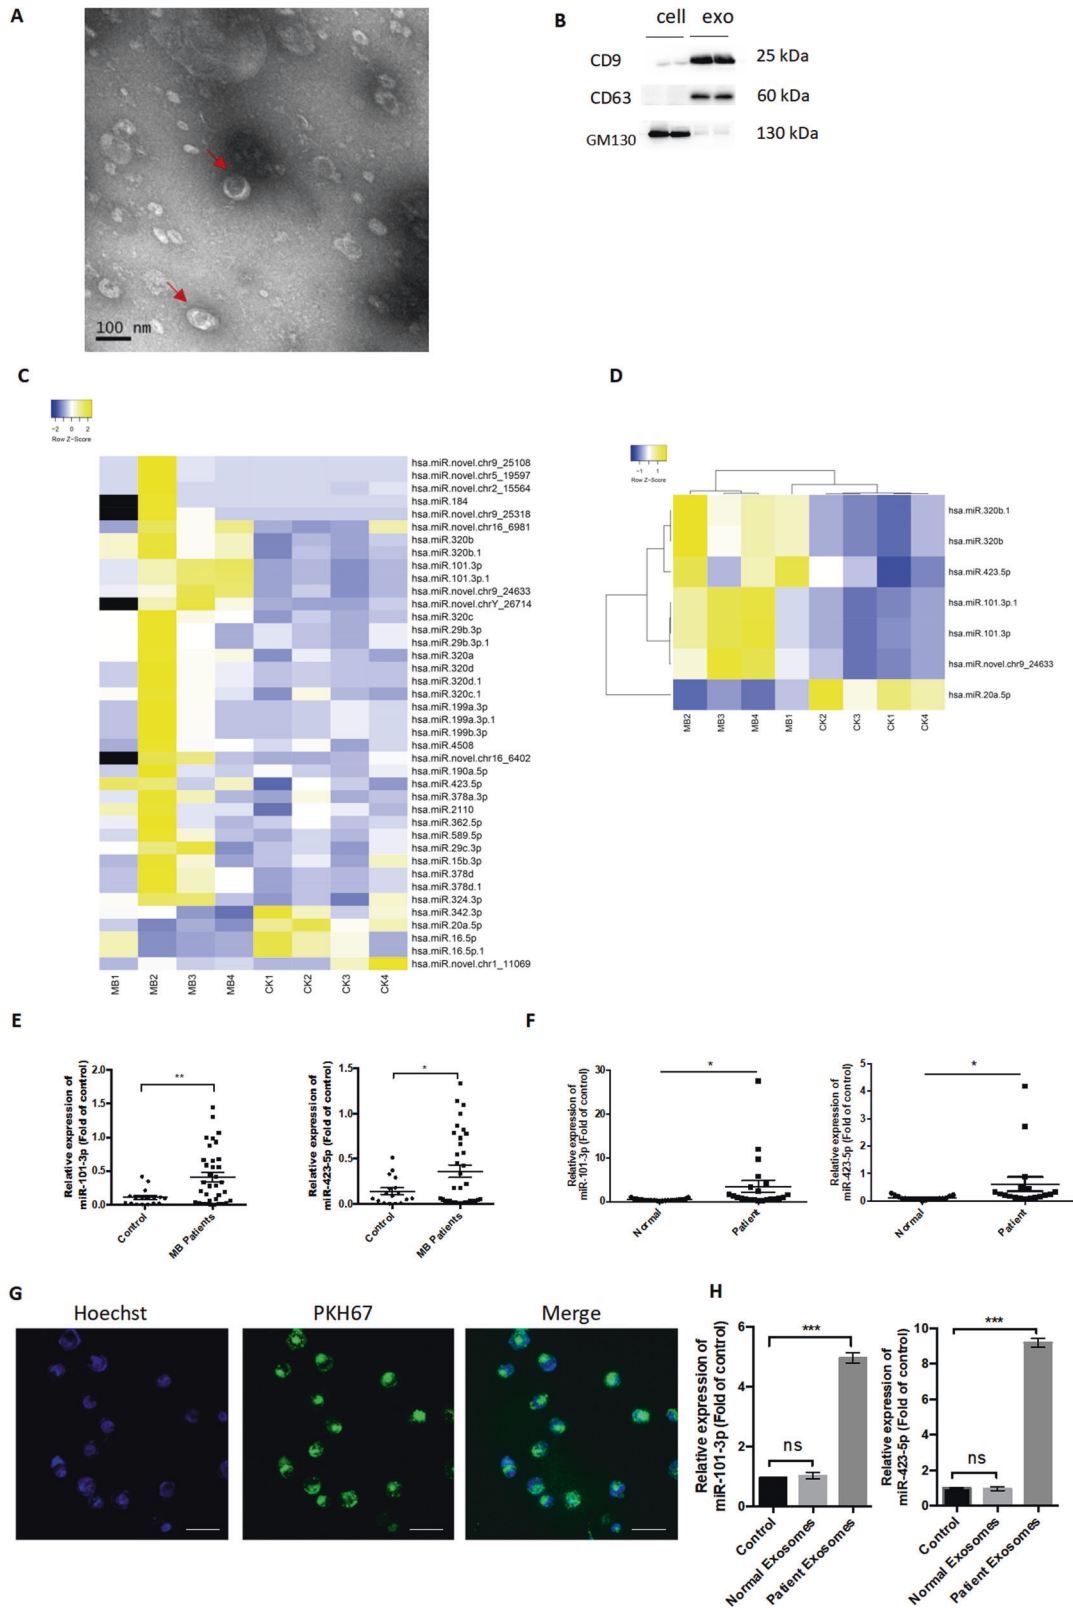 A
100 nm
B
cell exo
CD9 25 kDa
CD63 60 kDa
GM130 130 kDa
C
-2 0 2
Row Z-Score
hsa.miR.novel.chr9_25108
hsa.miR.novel.chr5_19597
hsa.miR.novel.chr2_15564
hsa.miR.184
hsa.miR.novel.chr9_25318
hsa.miR.novel.chr16_6981
hsa.miR.320b
hsa.miR.320b.1
hsa.miR.101.3p
hsa.miR.101.3p.1
hsa.miR.novel.chr9_24633
hsa.miR.novel.chrY_26714
hsa.miR.320c
hsa.miR.29b.3p
hsa.miR.29b.3p.1
hsa.miR.320a
hsa.miR.320d
hsa.miR.320d.1
hsa.miR.320c.1
hsa.miR.199a.3p
hsa.miR.199a.3p.1
hsa.miR.199b.3p
hsa.miR.4508
hsa.miR.novel.chr16_6402
hsa.miR.190a.5p
hsa.miR.423.5p
hsa.miR.378a.3p
hsa.miR.2110
hsa.miR.362.5p
hsa.miR.589.5p
hsa.miR.29c.3p
hsa.miR.15b.3p
hsa.miR.378d
hsa.miR.378d.1
hsa.miR.324.3p
hsa.miR.342.3p
hsa.miR.20a.5p
hsa.miR.16.5p
hsa.miR.16.5p.1
hsa.miR.novel.chr1_11069
MB1 MB2 MB3 MB4 CK1 CK2 CK3 CK4
D
-1 1
Row Z-Score
hsa.miR.320b.1
hsa.miR.320b
hsa.miR.423.5p
hsa.miR.101.3p.1
hsa.miR.101.3p
hsa.miR.novel.chr9_24633
hsa.miR.20a.5p
MB2 MB3 MB4 MB1 CK2 CK3 CK1 CK4
E
Relative expression of
miR-101-3p (Fold of control)
2.0
1.5
1.0
0.5
0.0
**
Control
MB Patients
Relative expression of
miR-423-5p (Fold of control)
1.5
1.0
0.5
0.0
*
Control
MB Patients
F
Relative expression of
miR-101-3p (Fold of control)
30
20
10
0
*
Normal
Patient
Relative expression of
miR-423-5p (Fold of control)
5
4
3
2
1
0
*
Normal
Patient
G
Hoechst PKH67 Merge
H
Relative expression of
miR-101-3p (Fold of control)
6
4
2
0
***
ns
Control
Normal Exosomes
Patient Exosomes
Relative expression of
miR-423-5p (Fold of control)
10
8
6
4
2
0
***
ns
Control
Normal Exosomes
Patient Exosomes